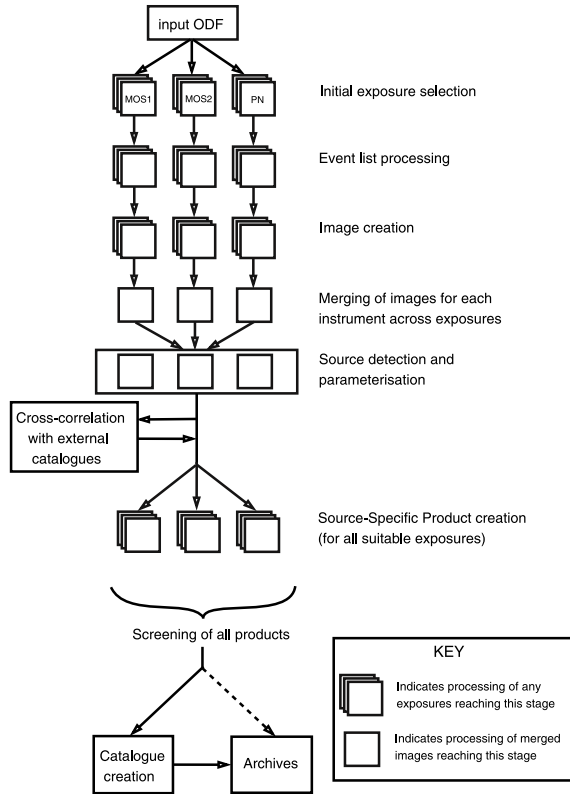 input ODF
MOS1
MOS2
PN
Initial exposure selection
Event list processing
Image creation
Merging of images for each
instrument across exposures
Source detection and
parameterisation
Cross-correlation
with external
catalogues
Source-Specific Product creation
(for all suitable exposures)
Screening of all products
Catalogue
creation
Archives
KEY
Indicates processing of any
exposures reaching this stage
Indicates processing of merged
images reaching this stage